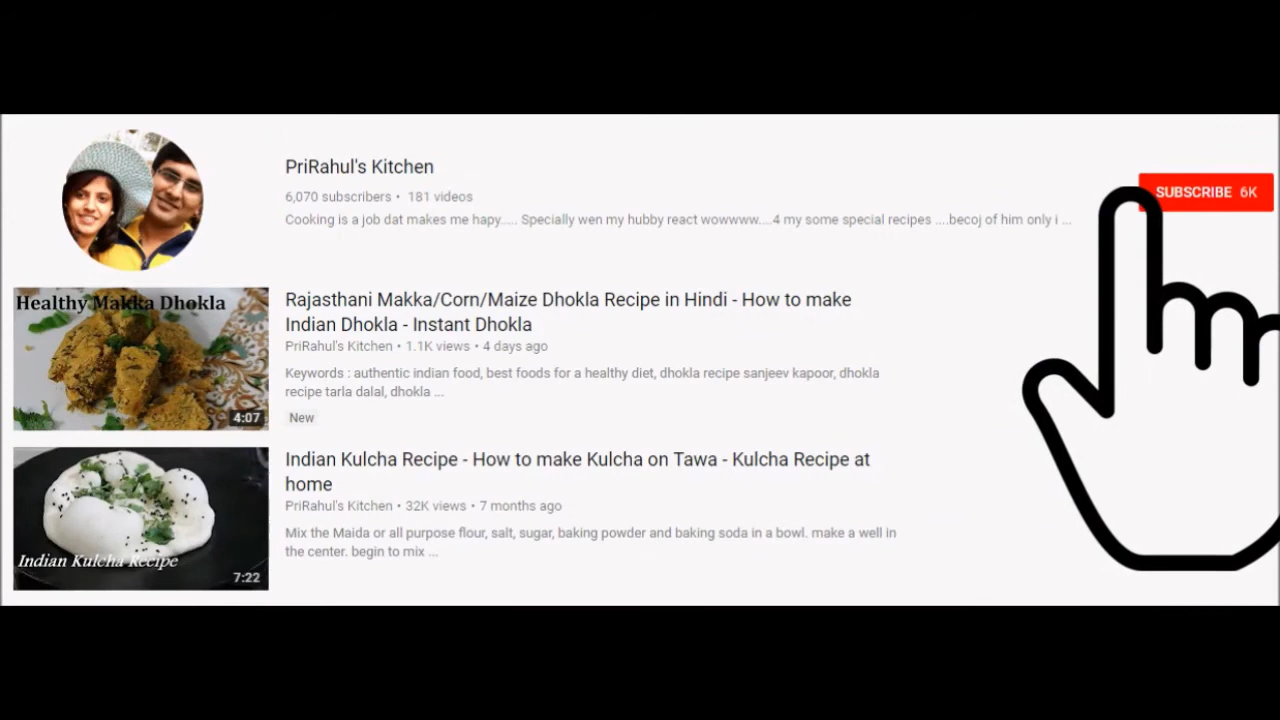 PriRahul's Kitchen
6,070 subscribers • 181 videos
Cooking is a job dat makes me hapy..... Specially wen my hubby react wowwww....4 my some special recipes ....becoj of him only i ...
SUBSCRIBE 6K
Healthy Makka Dhokla
4:07
Rajasthani Makka/Corn/Maize Dhokla Recipe in Hindi - How to make
Indian Dhokla - Instant Dhokla
PriRahul's Kitchen • 1.1K views • 4 days ago
Keywords : authentic indian food, best foods for a healthy diet, dhokla recipe sanjeev kapoor, dhokla
recipe tarla dalal, dhokla ...
New
Indian Kulcha Recipe
7:22
Indian Kulcha Recipe - How to make Kulcha on Tawa - Kulcha Recipe at
home
PriRahul's Kitchen • 32K views • 7 months ago
Mix the Maida or all purpose flour, salt, sugar, baking powder and baking soda in a bowl. make a well in
the center. begin to mix ...